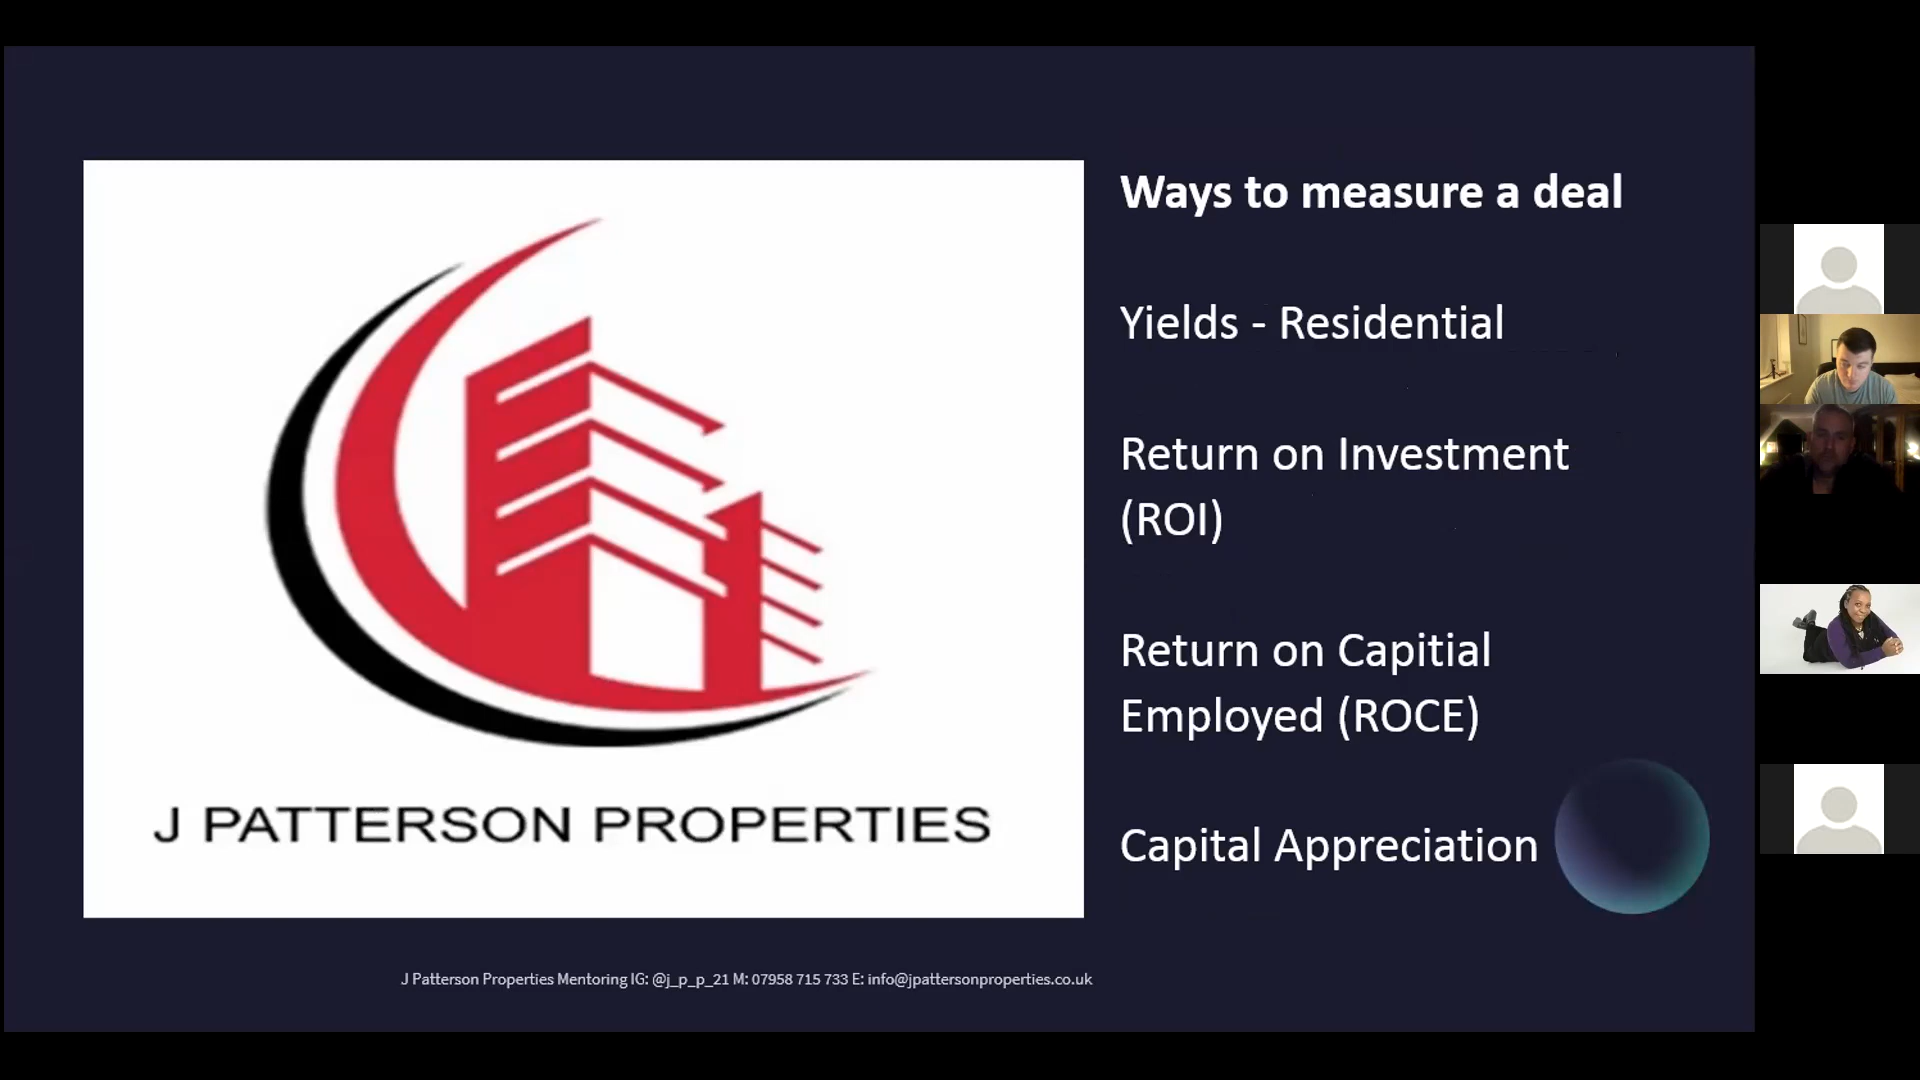 J PATTERSON PROPERTIES
Ways to measure a deal
Yields - Residential
Return on Investment
(ROI)
Return on Capitial
Employed (ROCE)
Capital Appreciation
J Patterson Properties Mentoring IG: @j_p_p_21 M: 07958 715 733 E: info@jpattersonproperties.co.uk